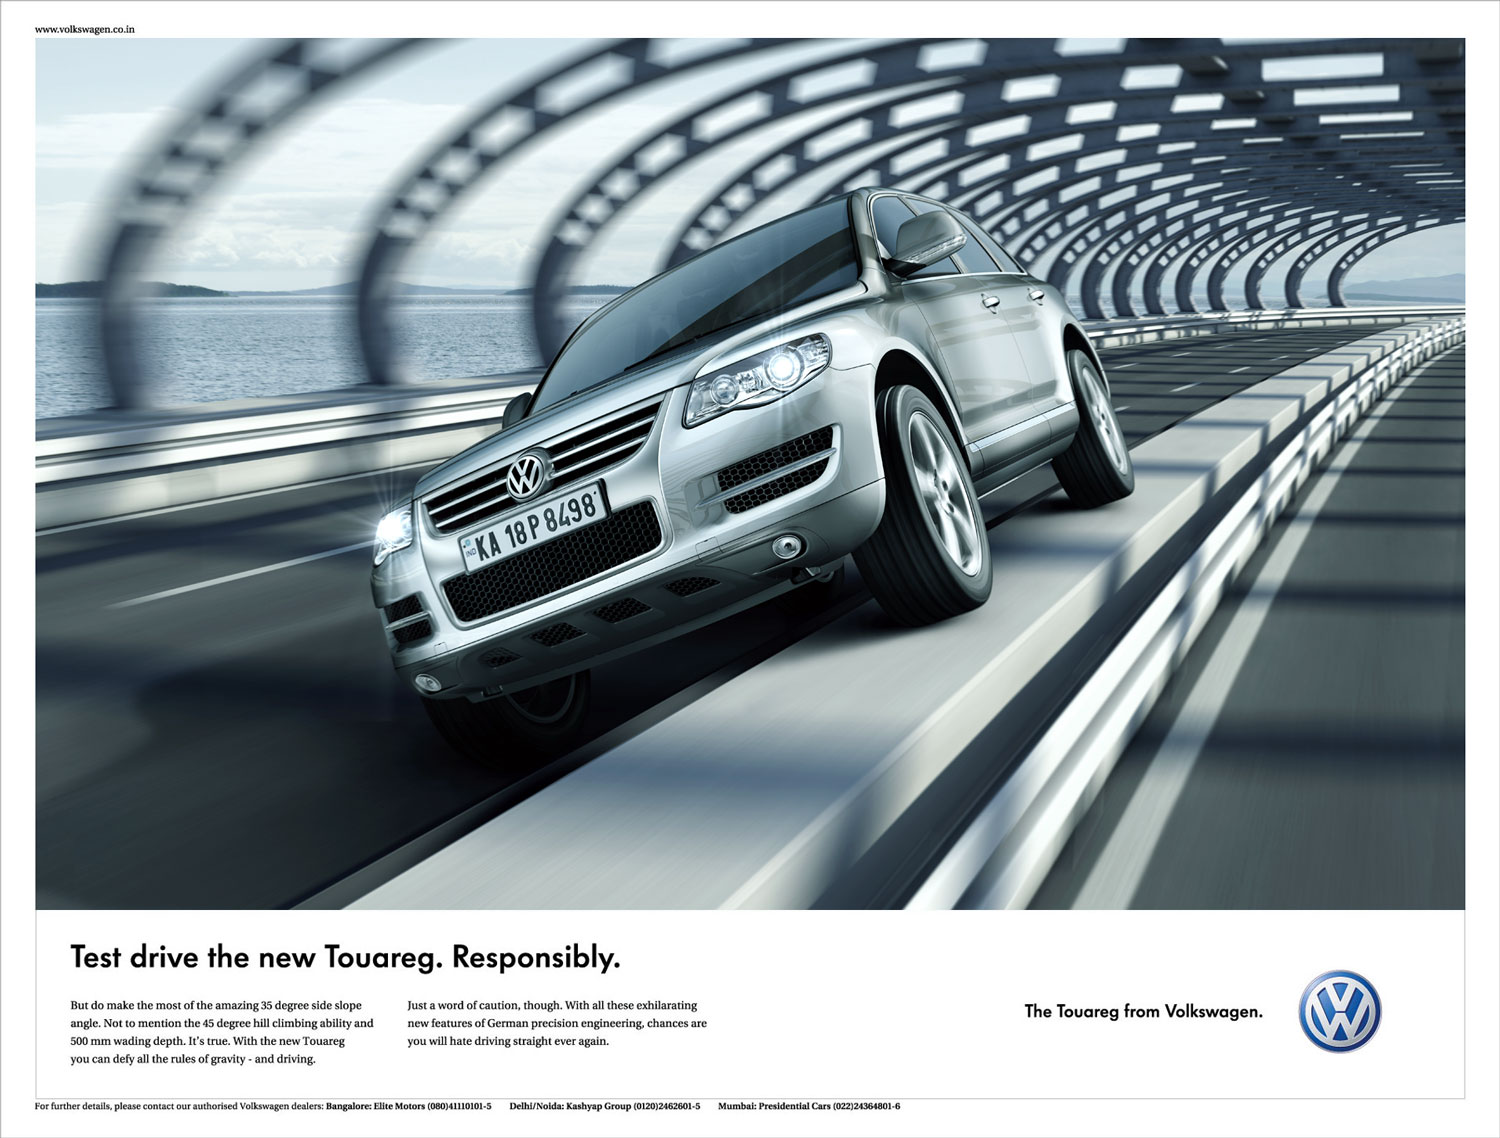 www.volkswagen.co.in
IND
KA 18 P 8498
Test drive the new Touareg. Responsibly.
But do make the most of the amazing 35 degree side slope
angle. Not to mention the 45 degree hill climbing ability and
500 mm wading depth. It's true. With the new Touareg
you can defy all the rules of gravity - and driving.
Just a word of caution, though. With all these exhilarating
new features of German precision engineering, chances are
you will hate driving straight ever again.
The Touareg from Volkswagen.
For further details, please contact our authorised Volkswagen dealers: Bangalore: Elite Motors (080)41110101-5 Delhi/Noida: Kashyap Group (0120)2462601-5 Mumbai: Presidential Cars (022)24364801-6